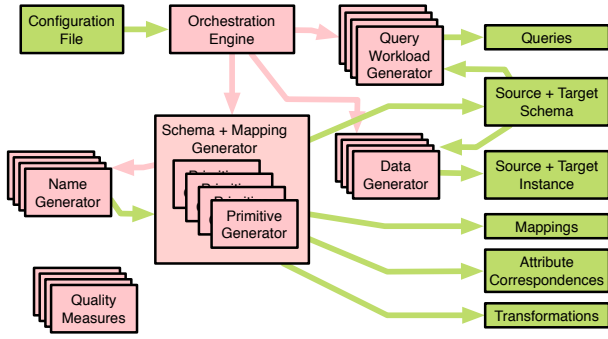 Configuration
File
Orchestration
Engine
Query
Workload
Generator
Queries
Source + Target
Schema
Schema + Mapping
Generator
Name
Generator
Primitive
Generator
Data
Generator
Source + Target
Instance
Mappings
Attribute
Correspondences
Quality
Measures
Transformations